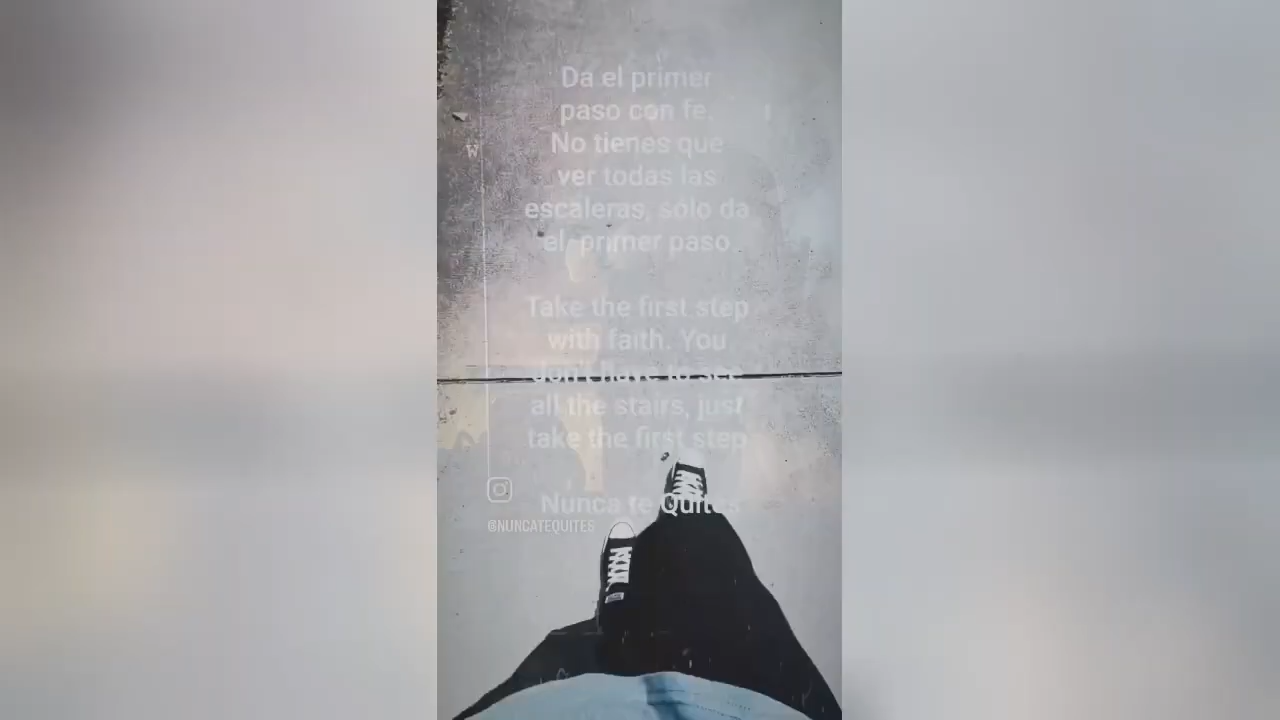 Da el primer
paso con fe.
No tienes que
ver todas las
escaleras, sólo da
el primer paso
Take the first step
with faith. You
don't have to see
all the stairs, just
take the first step
Nunca te Quites
@NUNCATEQUITES